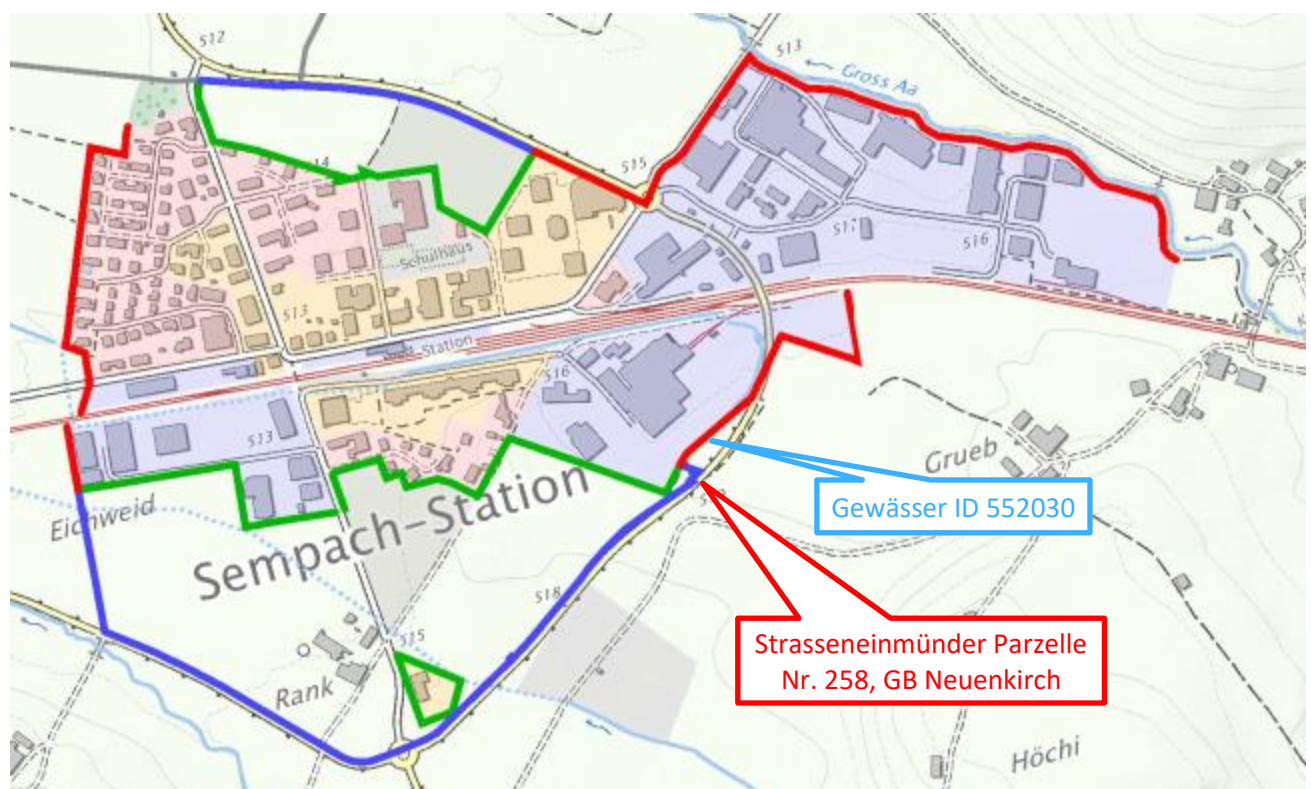 512
513
Gross Aa
515
514
517
516
Schulhaus
513
Station
516
513
Grueb
Gewässer ID 552030
Eichweid
Sempach-Station
518
Strasseneinmünder Parzelle
Nr. 258, GB Neuenkirch
515
Rank
Höchi